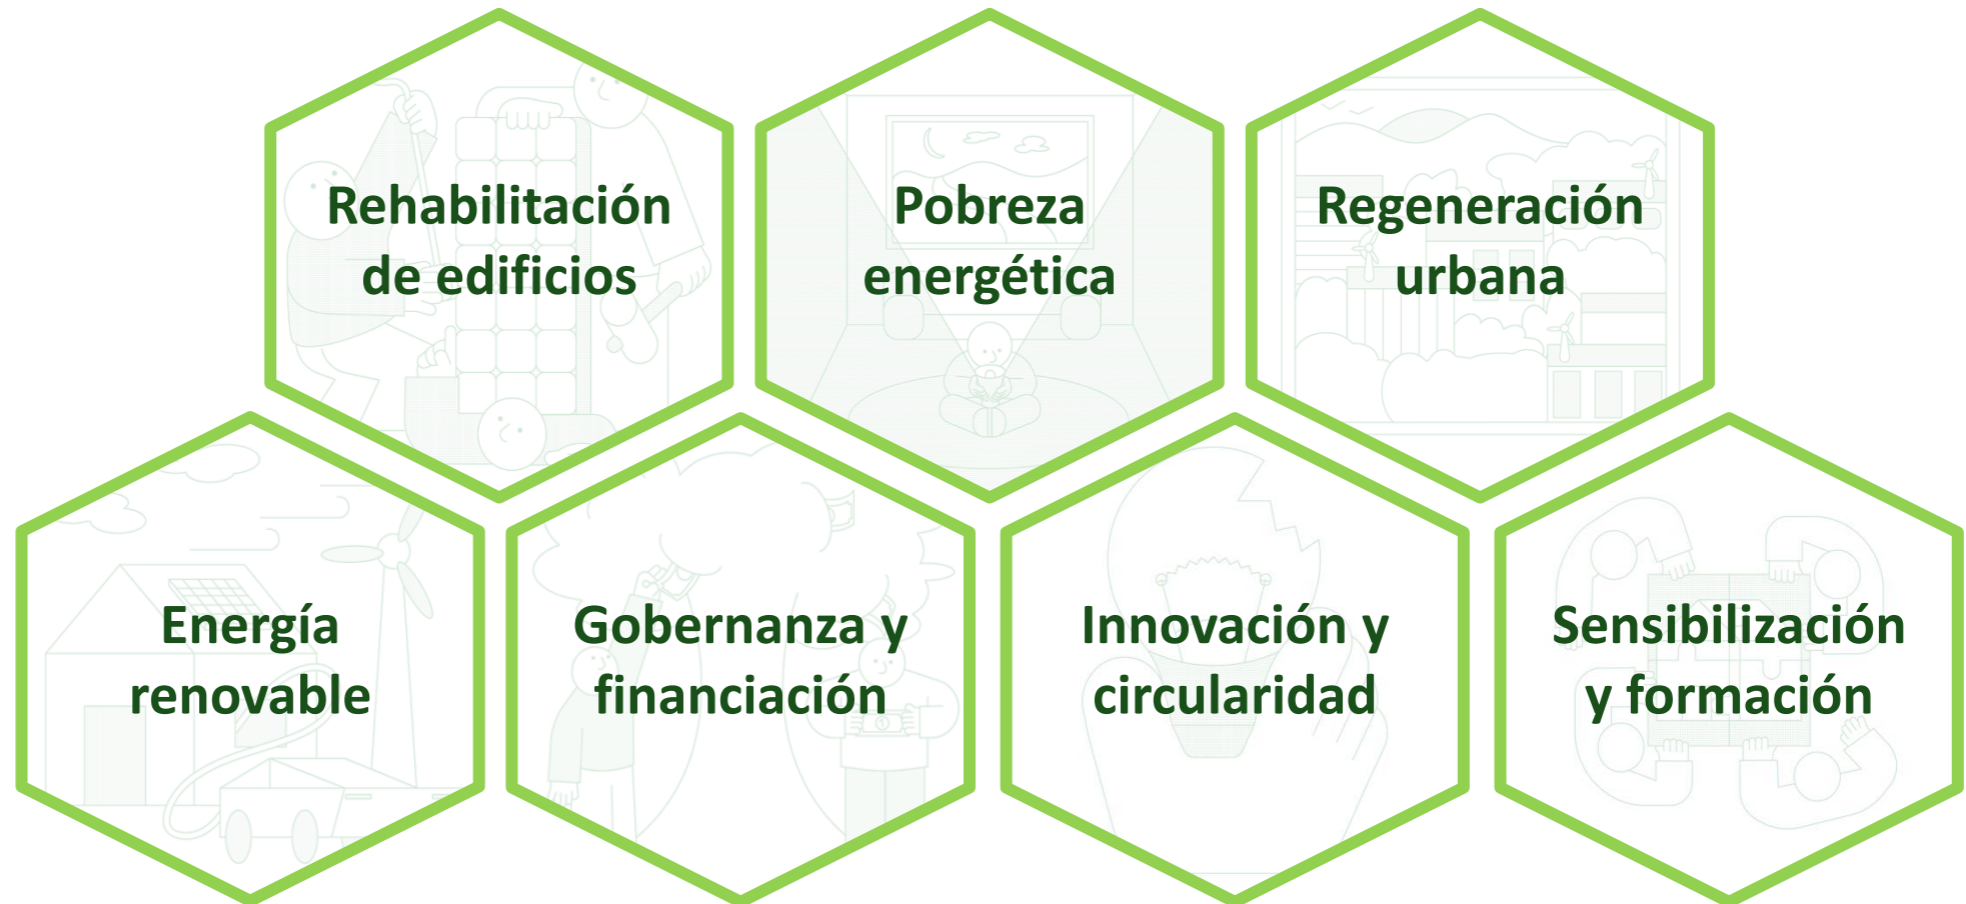 Rehabilitación
de edificios
Pobreza
energética
Regeneración
urbana
Energía
renovable
Gobernanza y
financiación
Innovación y
circularidad
Sensibilización
y formación